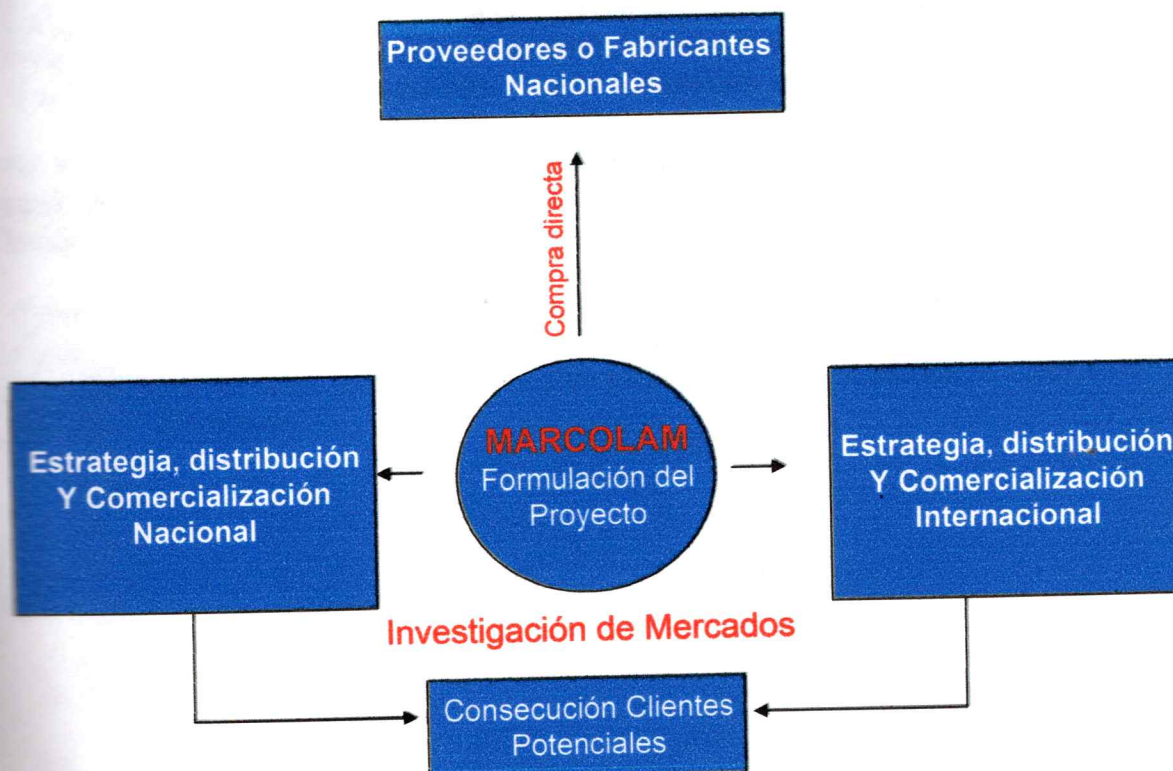 Proveedores o Fabricantes
Nacionales
Compra directa
Estrategia, distribución
Y Comercialización
Nacional
MARCOLAM
Formulación del
Proyecto
Estrategia, distribución
Y Comercialización
Internacional
Investigación de Mercados
Consecución Clientes
Potenciales